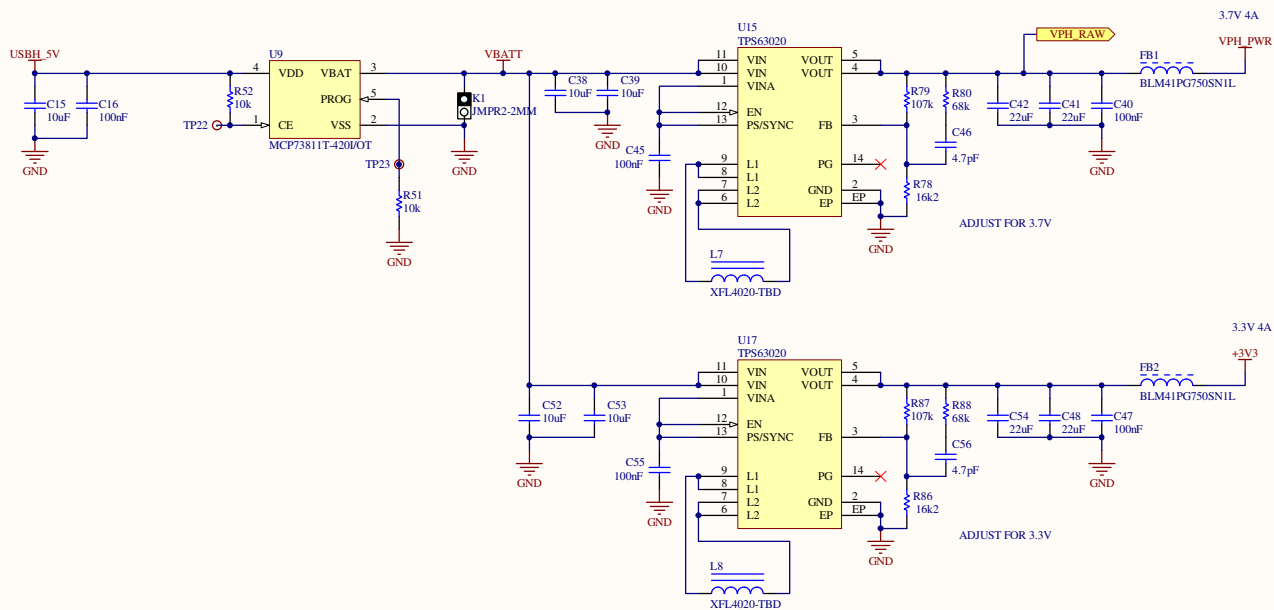 3.7V 4A
U15
TPS63020
VPH_RAW
VPH_PWR
FB1
BLM41PG750SN1L
USBH_5V
U9
VBATT
4 VDD VBAT 3
PROG 5
1 CE VSS 2
MCP73811T-420I/OT
C15
10uF
C16
100nF
GND
R52
10k
TP22
TP23
R51
10k
GND
K1
JMPR2-2MM
GND
C38
10uF
C39
10uF
GND
C45
100nF
GND
11 VIN VOUT 5
10 VIN VOUT 4
1 VINA
12 EN
13 PS/SYNC FB 3
9 L1 PG 14
8 L1
7 L2 GND 2
6 L2 EP EP
R79
107k
R80
68k
C46
4.7pF
R78
16k2
GND
C42
22uF
C41
22uF
C40
100nF
GND
ADJUST FOR 3.7V
L7
XFL4020-TBD
3.3V 4A
U17
TPS63020
+3V3
FB2
BLM41PG750SN1L
C52
10uF
C53
10uF
GND
C55
100nF
GND
11 VIN VOUT 5
10 VIN VOUT 4
1 VINA
12 EN
13 PS/SYNC FB 3
9 L1 PG 14
8 L1
7 L2 GND 2
6 L2 EP EP
R87
107k
R88
68k
C56
4.7pF
R86
16k2
GND
C54
22uF
C48
22uF
C47
100nF
GND
ADJUST FOR 3.3V
L8
XFL4020-TBD